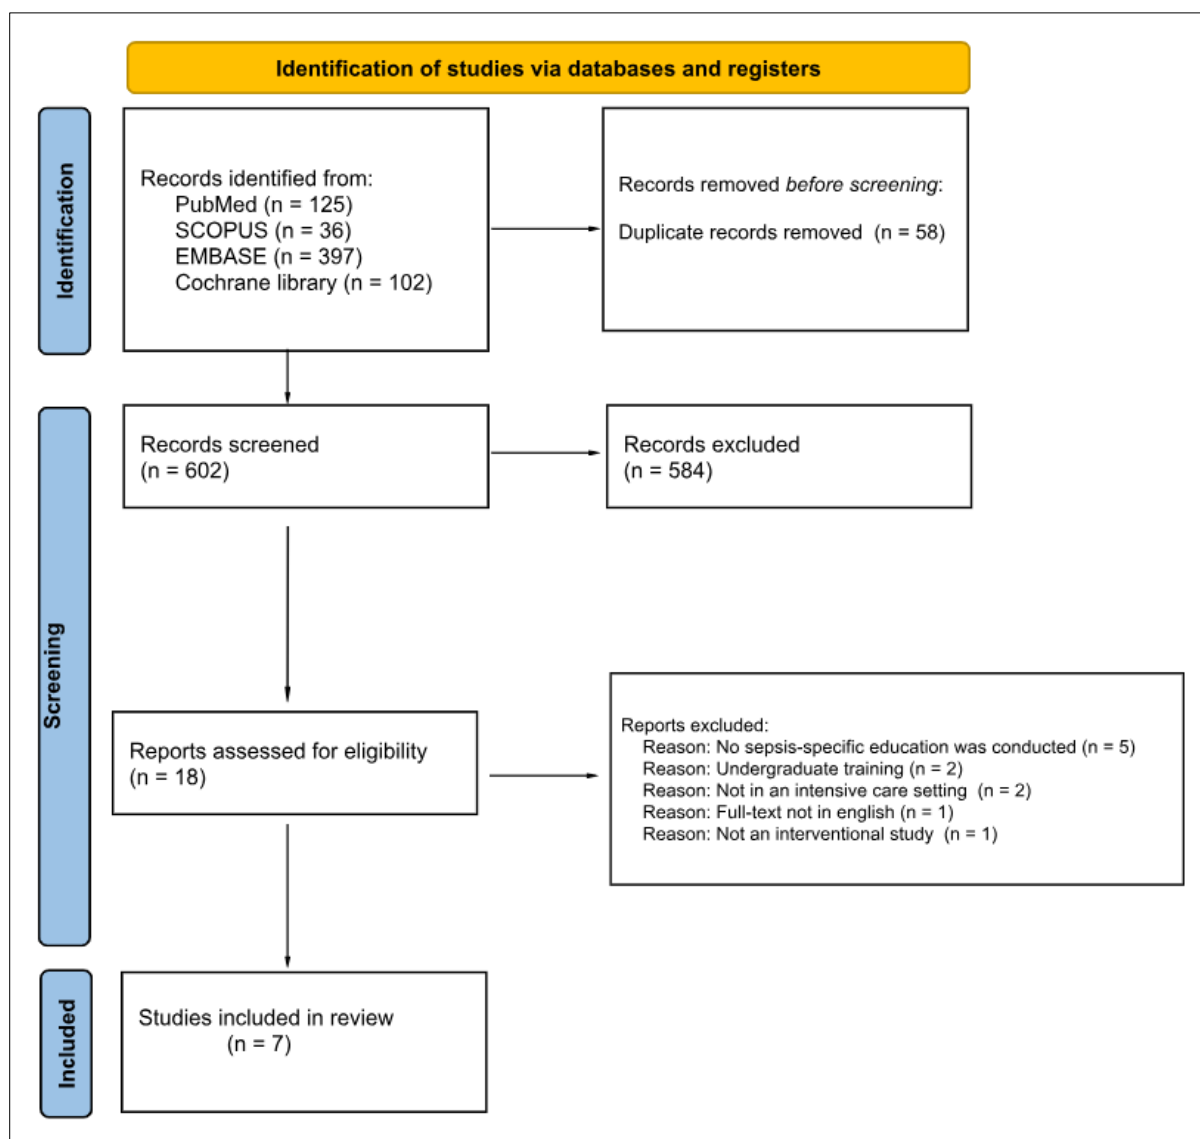 Identification of studies via databases and registers
Identification
Records identified from:
PubMed (n = 125)
SCOPUS (n = 36)
EMBASE (n = 397)
Cochrane library (n = 102)
Records removed before screening:
Duplicate records removed (n = 58)
Screening
Records screened
(n = 602)
Records excluded
(n = 584)
Reports assessed for eligibility
(n = 18)
Reports excluded:
Reason: No sepsis-specific education was conducted (n = 5)
Reason: Undergraduate training (n = 2)
Reason: Not in an intensive care setting (n = 2)
Reason: Full-text not in english (n = 1)
Reason: Not an interventional study (n = 1)
Included
Studies included in review
(n = 7)